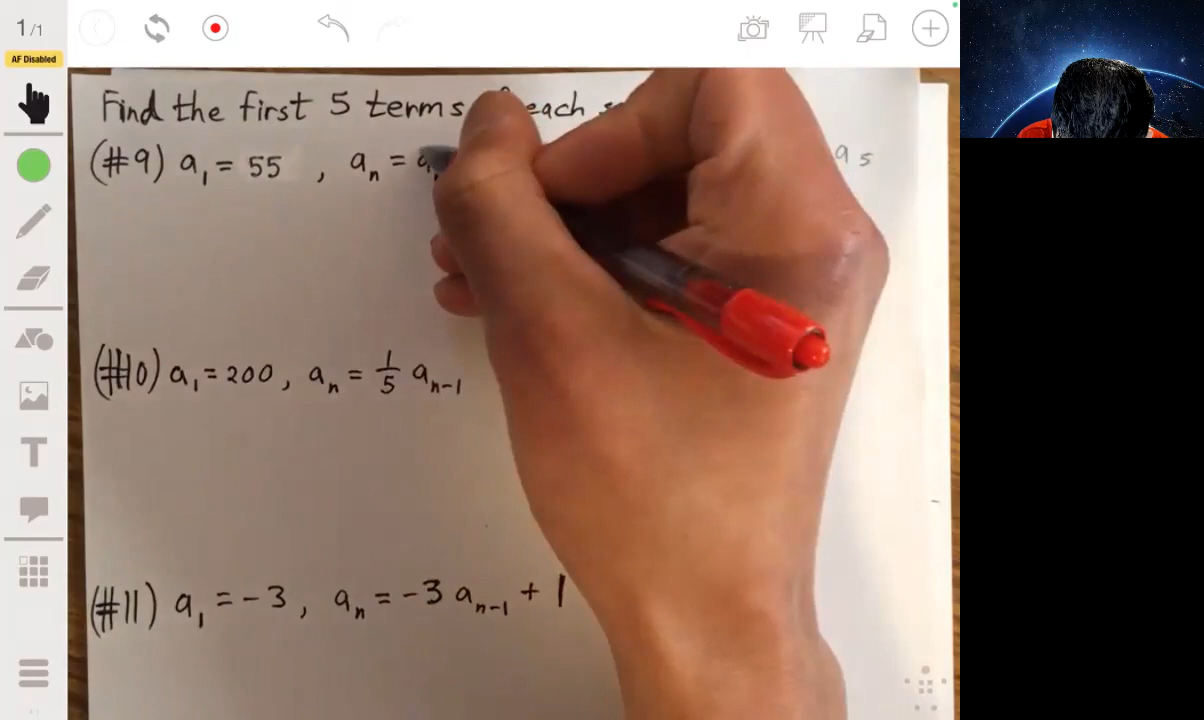 1/1
AF Disabled
Find the first 5 terms each
(#9) a₁ = 55 , aₙ = a
a₅
(#10) a₁ = 200 , aₙ = 1/5 aₙ₋₁
(#11) a₁ = -3 , aₙ = -3 aₙ₋₁ + 1
T